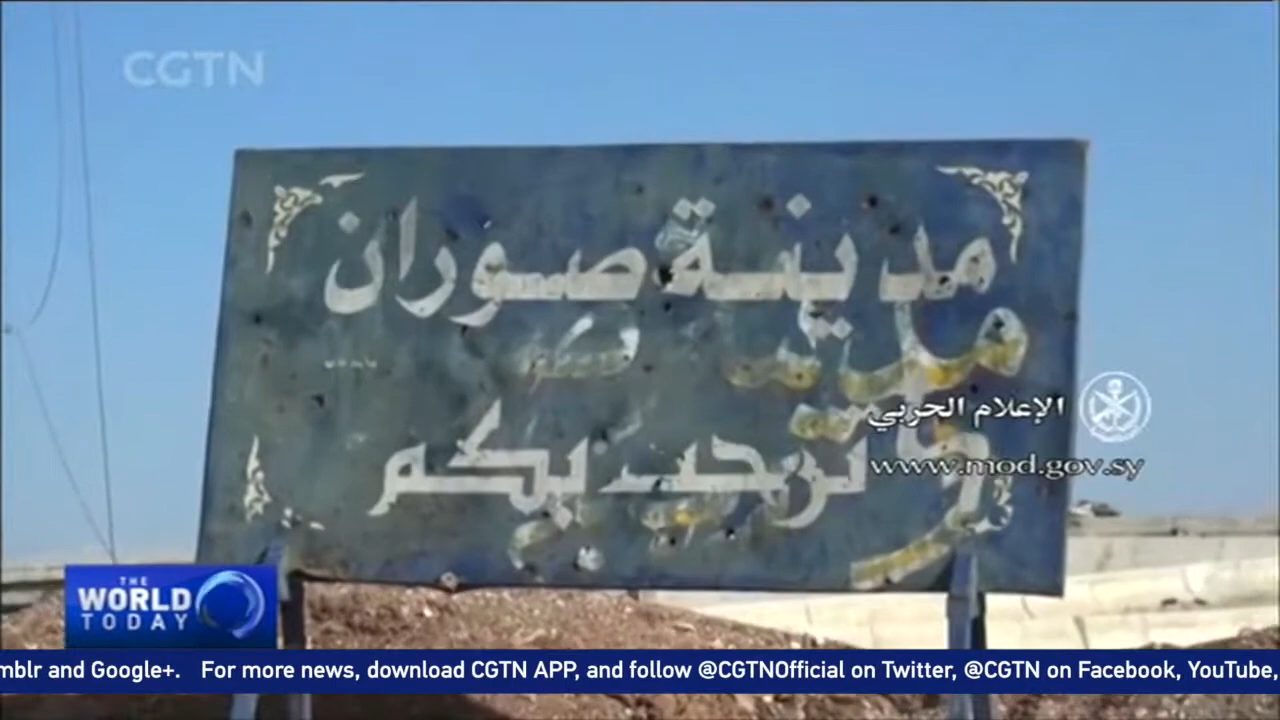 CGTN
مدينة صوران
ترحب بكم
الإعلام الحربي
www.mod.gov.sy
THE
WORLD
TODAY
mblr and Google+. For more news, download CGTN APP, and follow @CGTNOfficial on Twitter, @CGTN on Facebook, YouTube,